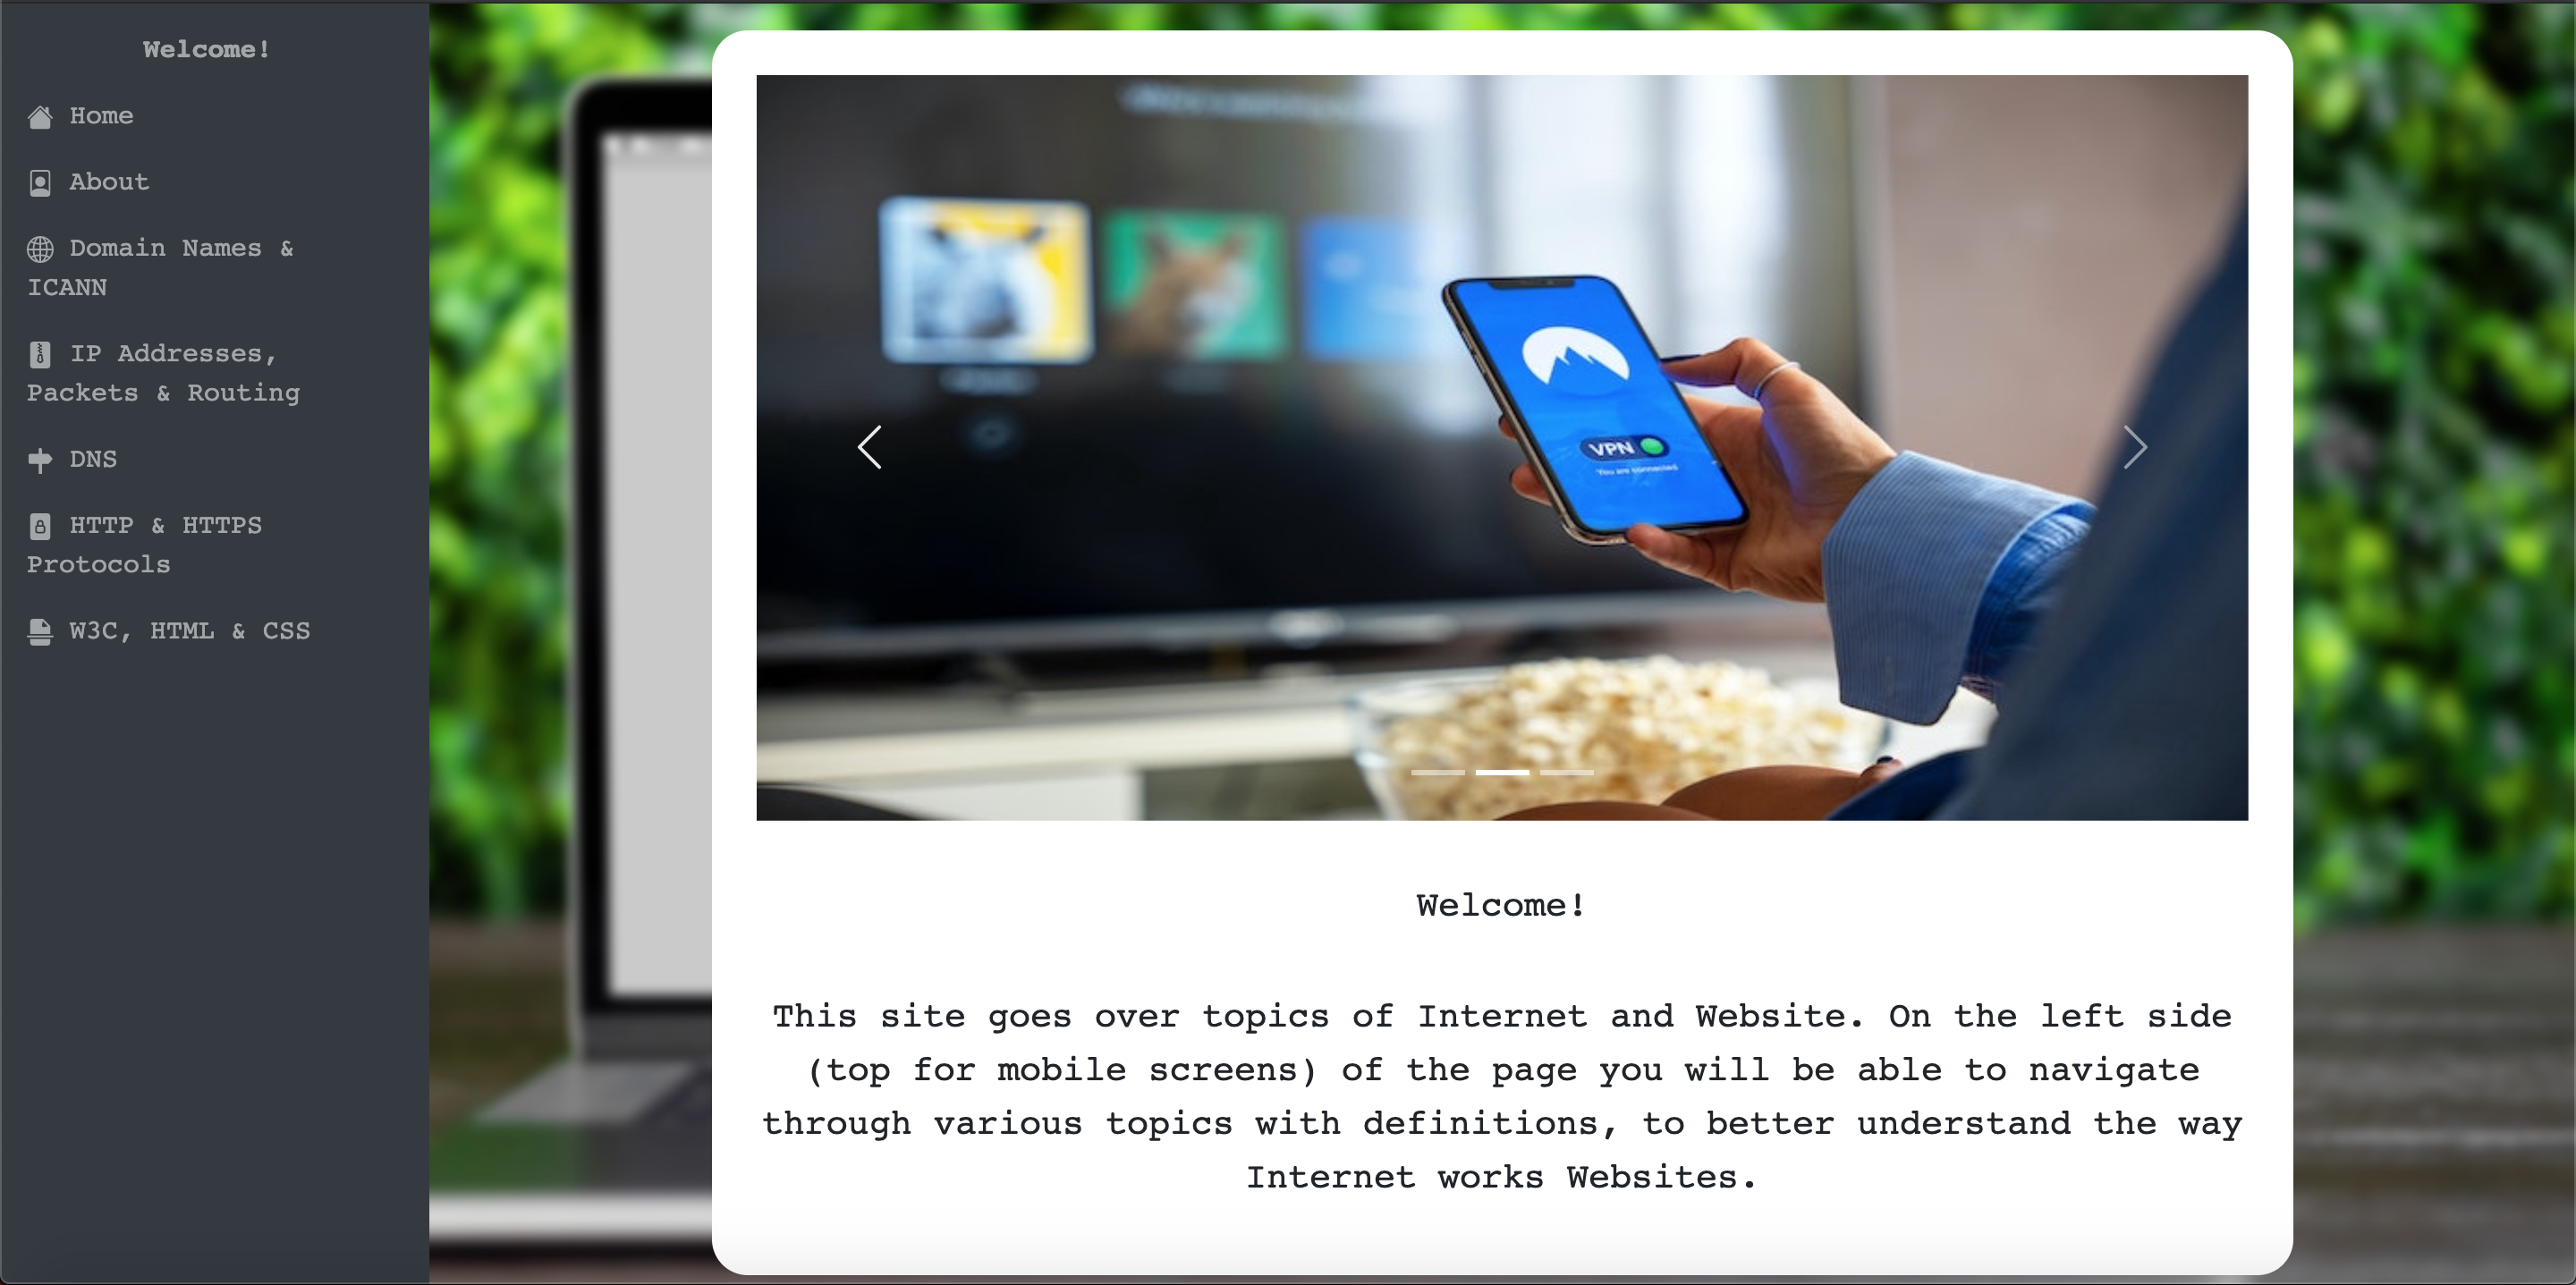 Welcome!
Home
About
Domain Names &
ICANN
IP Addresses,
Packets & Routing
DNS
HTTP & HTTPS
Protocols
W3C, HTML & CSS
VPN
You are connected
Welcome!
This site goes over topics of Internet and Website. On the left side
(top for mobile screens) of the page you will be able to navigate
through various topics with definitions, to better understand the way
Internet works Websites.